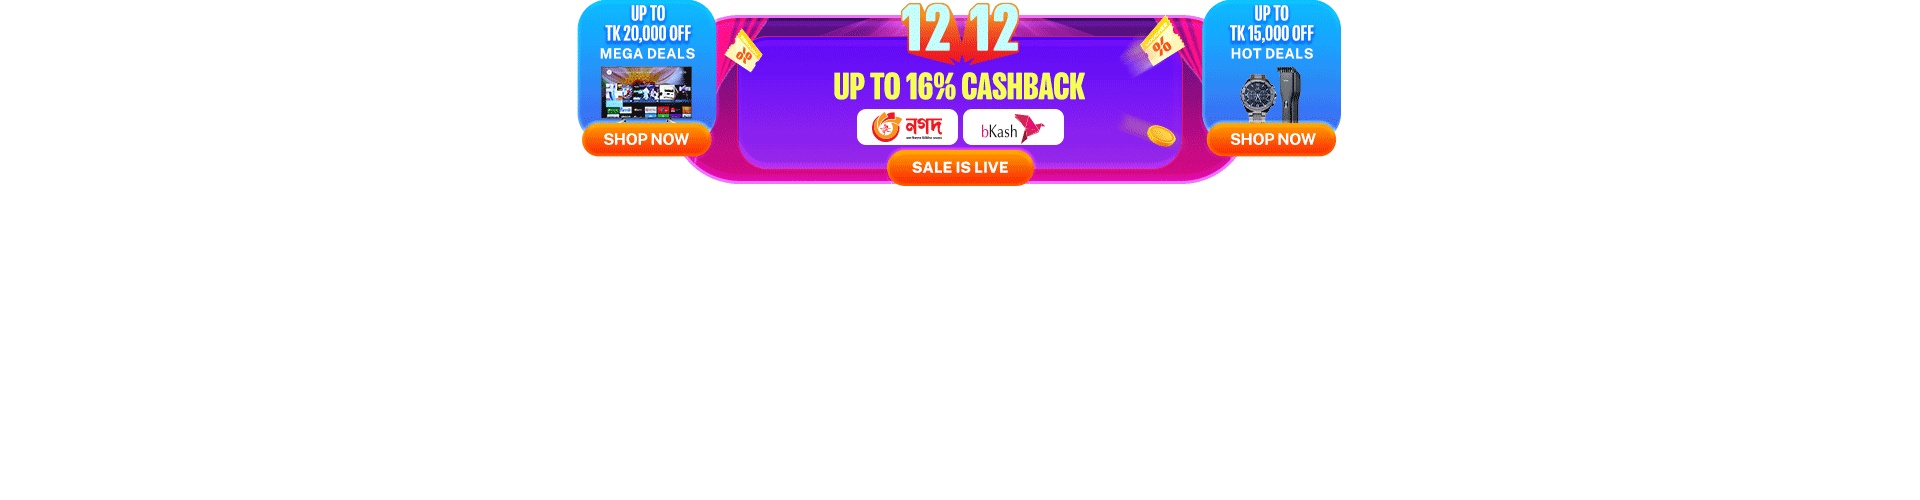 UP TO
TK 20,000 OFF
MEGA DEALS
SHOP NOW
12 12
UP TO 16% CASHBACK
নগদ
bKash
SALE IS LIVE
%
%
UP TO
TK 15,000 OFF
HOT DEALS
SHOP NOW